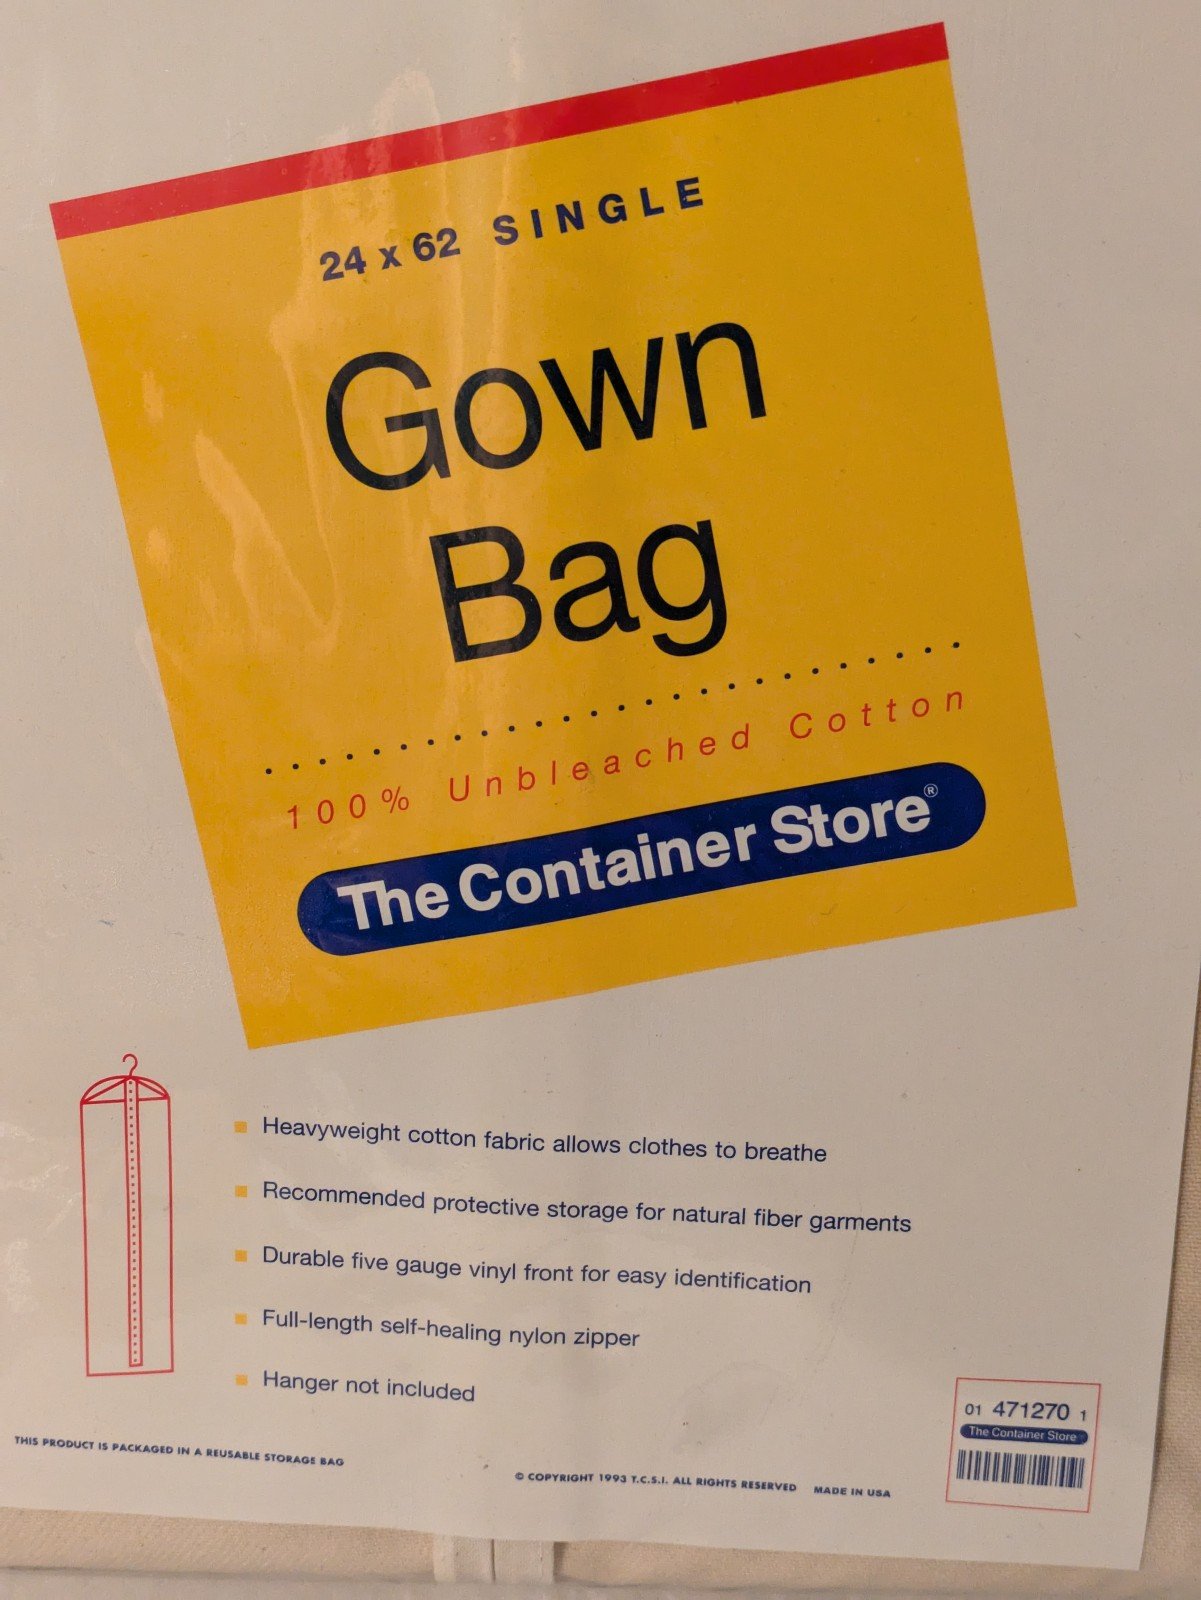 24 x 62 SINGLE
Gown
Bag
100% Unbleached Cotton
The Container Store®
Heavyweight cotton fabric allows clothes to breathe
Recommended protective storage for natural fiber garments
Durable five gauge vinyl front for easy identification
Full-length self-healing nylon zipper
Hanger not included
01 471270 1
The Container Store
THIS PRODUCT IS PACKAGED IN A REUSABLE STORAGE BAG
© COPYRIGHT 1993 T.C.S.I. ALL RIGHTS RESERVED MADE IN USA